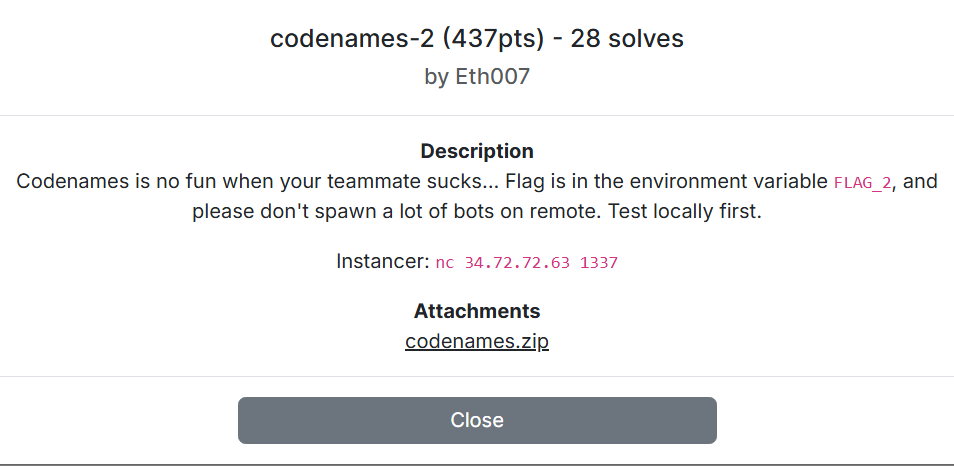 codenames-2 (437pts) - 28 solves
by Eth007
Description
Codenames is no fun when your teammate sucks... Flag is in the environment variable FLAG_2, and
please don't spawn a lot of bots on remote. Test locally first.
Instancer: nc 34.72.72.63 1337
Attachments
codenames.zip
Close